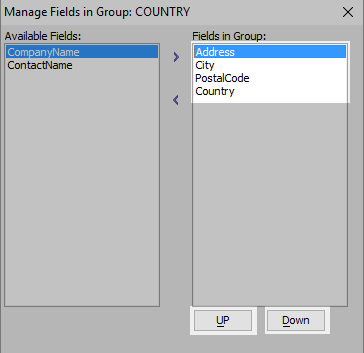 Manage Fields in Group: COUNTRY
Available Fields:
CompanyName
ContactName
Fields in Group:
Address
City
PostalCode
Country
UP
Down